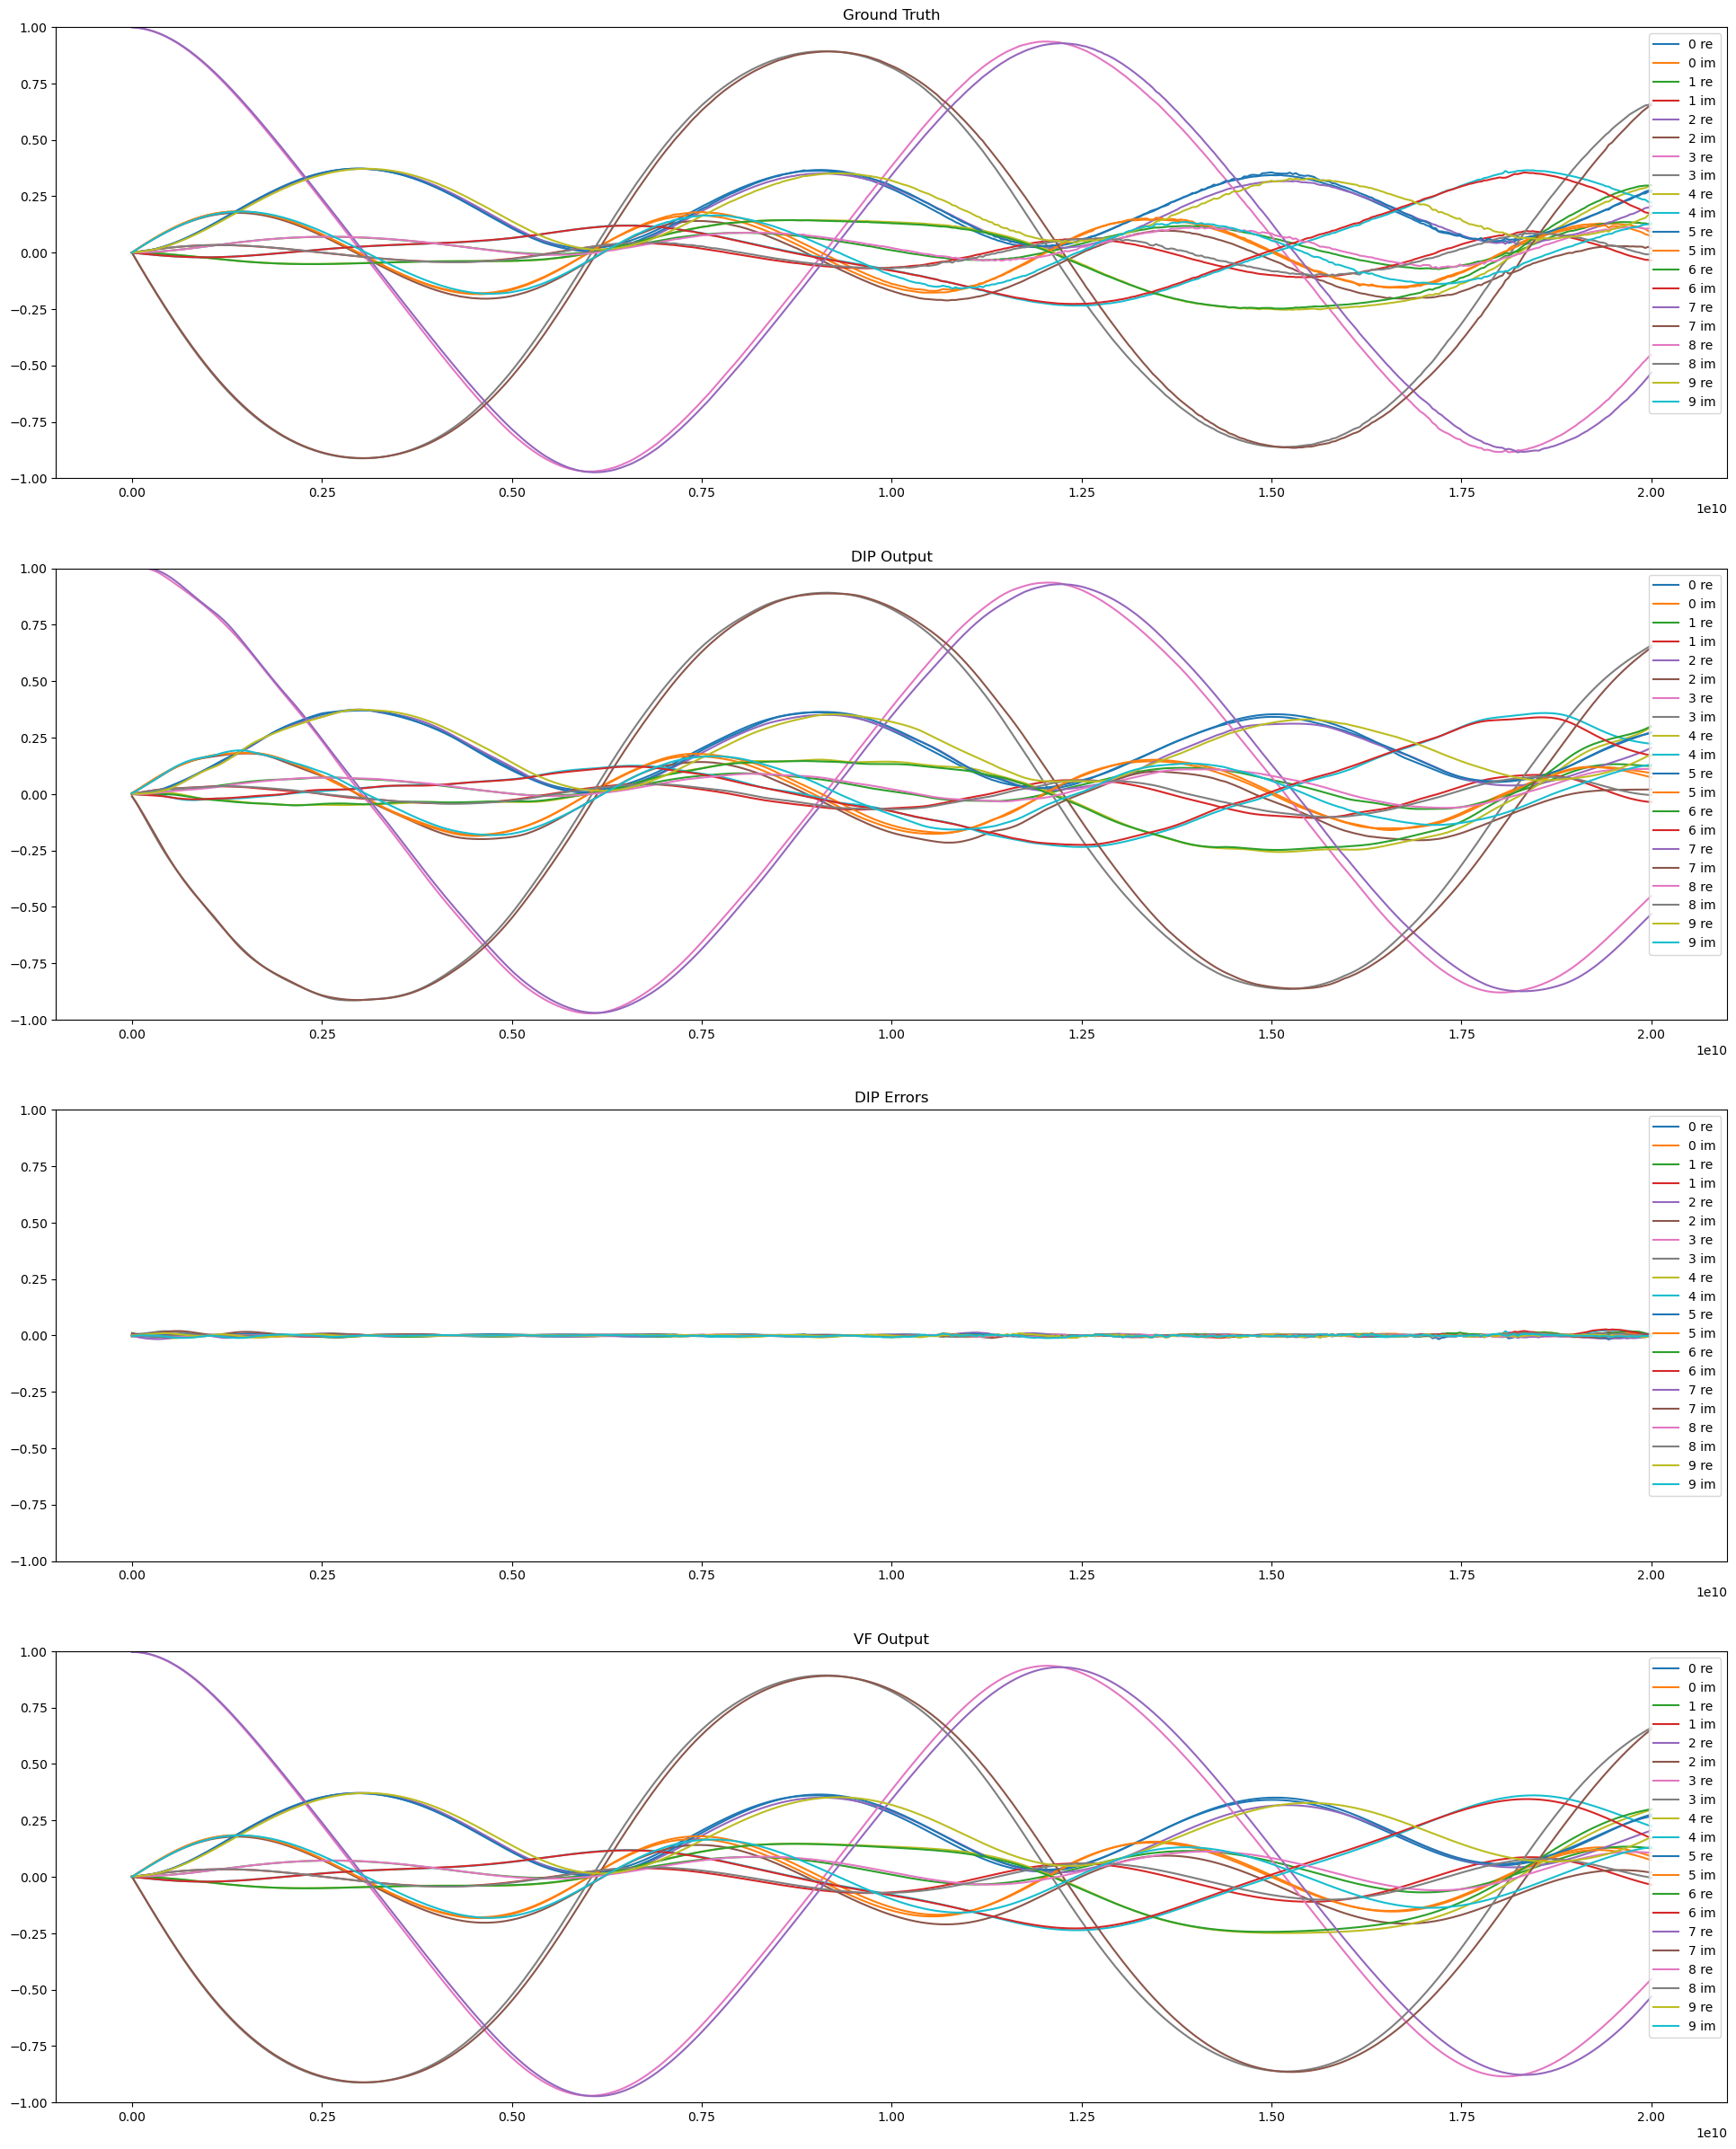 Ground Truth
1.00
0.75
0.50
0.25
0.00
−0.25
−0.50
−0.75
−1.00
0 re
0 im
1 re
1 im
2 re
2 im
3 re
3 im
4 re
4 im
5 re
5 im
6 re
6 im
7 re
7 im
8 re
8 im
9 re
9 im
0.00 0.25 0.50 0.75 1.00 1.25 1.50 1.75 2.00
1e10
DIP Output
1.00
0.75
0.50
0.25
0.00
−0.25
−0.50
−0.75
−1.00
0 re
0 im
1 re
1 im
2 re
2 im
3 re
3 im
4 re
4 im
5 re
5 im
6 re
6 im
7 re
7 im
8 re
8 im
9 re
9 im
0.00 0.25 0.50 0.75 1.00 1.25 1.50 1.75 2.00
1e10
DIP Errors
1.00
0.75
0.50
0.25
0.00
−0.25
−0.50
−0.75
−1.00
0 re
0 im
1 re
1 im
2 re
2 im
3 re
3 im
4 re
4 im
5 re
5 im
6 re
6 im
7 re
7 im
8 re
8 im
9 re
9 im
0.00 0.25 0.50 0.75 1.00 1.25 1.50 1.75 2.00
1e10
VF Output
1.00
0.75
0.50
0.25
0.00
−0.25
−0.50
−0.75
−1.00
0 re
0 im
1 re
1 im
2 re
2 im
3 re
3 im
4 re
4 im
5 re
5 im
6 re
6 im
7 re
7 im
8 re
8 im
9 re
9 im
0.00 0.25 0.50 0.75 1.00 1.25 1.50 1.75 2.00
1e10